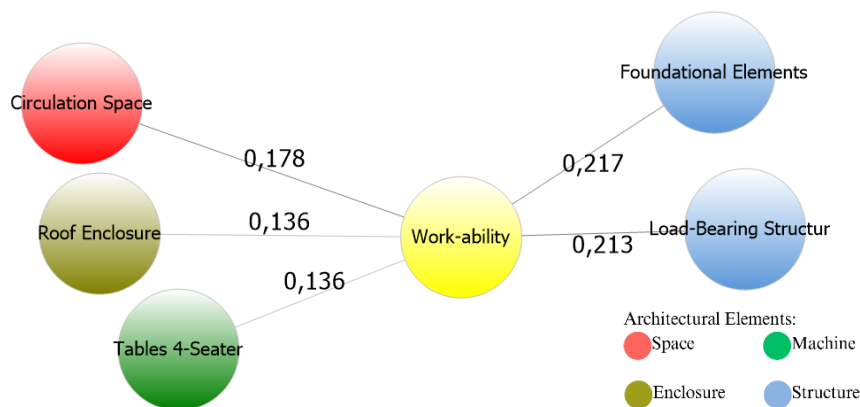 Foundational Elements
Circulation Space
0,178
0,217
Roof Enclosure
0,136
Work-ability
Load-Bearing Structur
0,213
0,136
Tables 4-Seater
Architectural Elements:
Space
Machine
Enclosure
Structure